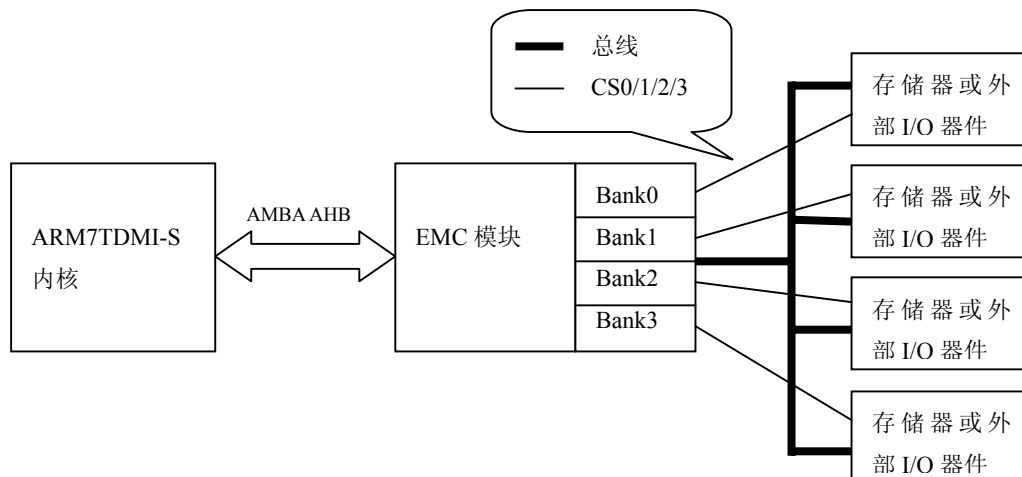 总线
CS0/1/2/3
ARM7TDMI-S
内核
AMBA AHB
EMC 模块
Bank0
Bank1
Bank2
Bank3
存储器或外
部 I/O 器件
存储器或外
部 I/O 器件
存储器或外
部 I/O 器件
存储器或外
部 I/O 器件